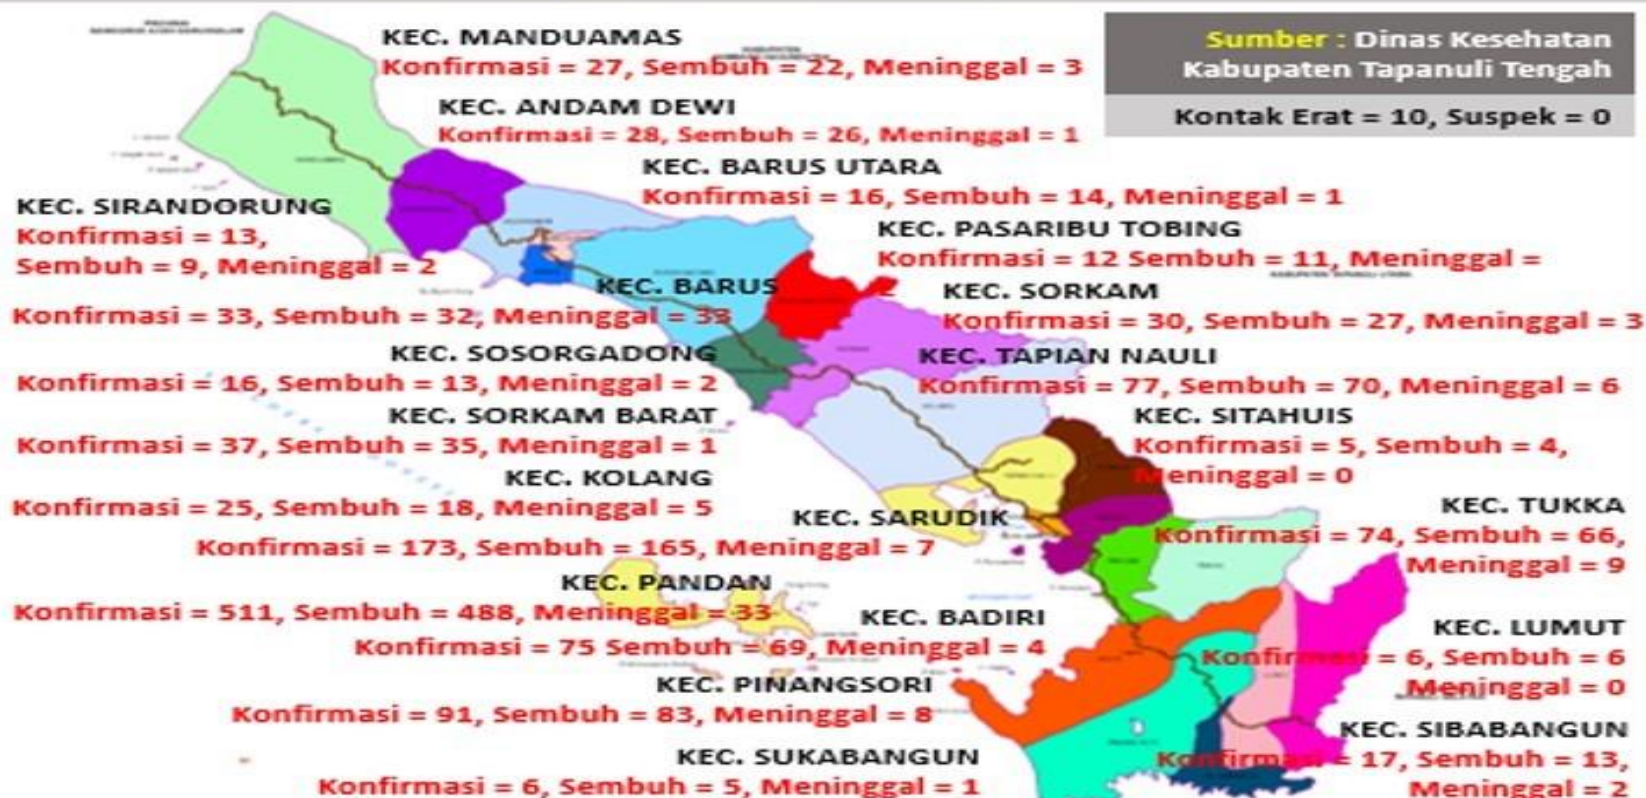 KEC. MANDUAMAS
Konfirmasi = 27, Sembuh = 22, Meninggal = 3
Sumber : Dinas Kesehatan
Kabupaten Tapanuli Tengah
Kontak Erat = 10, Suspek = 0
KEC. ANDAM DEWI
Konfirmasi = 28, Sembuh = 26, Meninggal = 1
KEC. BARUS UTARA
Konfirmasi = 16, Sembuh = 14, Meninggal = 1
KEC. SIRANDORUNG
Konfirmasi = 13,
Sembuh = 9, Meninggal = 2
KEC. PASARIBU TOBING
Konfirmasi = 12 Sembuh = 11, Meninggal =
KEC. BARUS
Konfirmasi = 33, Sembuh = 32, Meninggal = 33
KEC. SORKAM
Konfirmasi = 30, Sembuh = 27, Meninggal = 3
KEC. SOSORGADONG
Konfirmasi = 16, Sembuh = 13, Meninggal = 2
KEC. TAPIAN NAULI
Konfirmasi = 77, Sembuh = 70, Meninggal = 6
KEC. SORKAM BARAT
Konfirmasi = 37, Sembuh = 35, Meninggal = 1
KEC. SITAHUIS
Konfirmasi = 5, Sembuh = 4,
Meninggal = 0
KEC. KOLANG
Konfirmasi = 25, Sembuh = 18, Meninggal = 5
KEC. SARUDIK
Konfirmasi = 173, Sembuh = 165, Meninggal = 7
KEC. TUKKA
Konfirmasi = 74, Sembuh = 66,
Meninggal = 9
KEC. PANDAN
Konfirmasi = 511, Sembuh = 488, Meninggal = 33
KEC. BADIRI
Konfirmasi = 75 Sembuh = 69, Meninggal = 4
KEC. LUMUT
Konfirmasi = 6, Sembuh = 6
Meninggal = 0
KEC. PINANGSORI
Konfirmasi = 91, Sembuh = 83, Meninggal = 8
KEC. SIBABANGUN
Konfirmasi = 17, Sembuh = 13,
Meninggal = 2
KEC. SUKABANGUN
Konfirmasi = 6, Sembuh = 5, Meninggal = 1